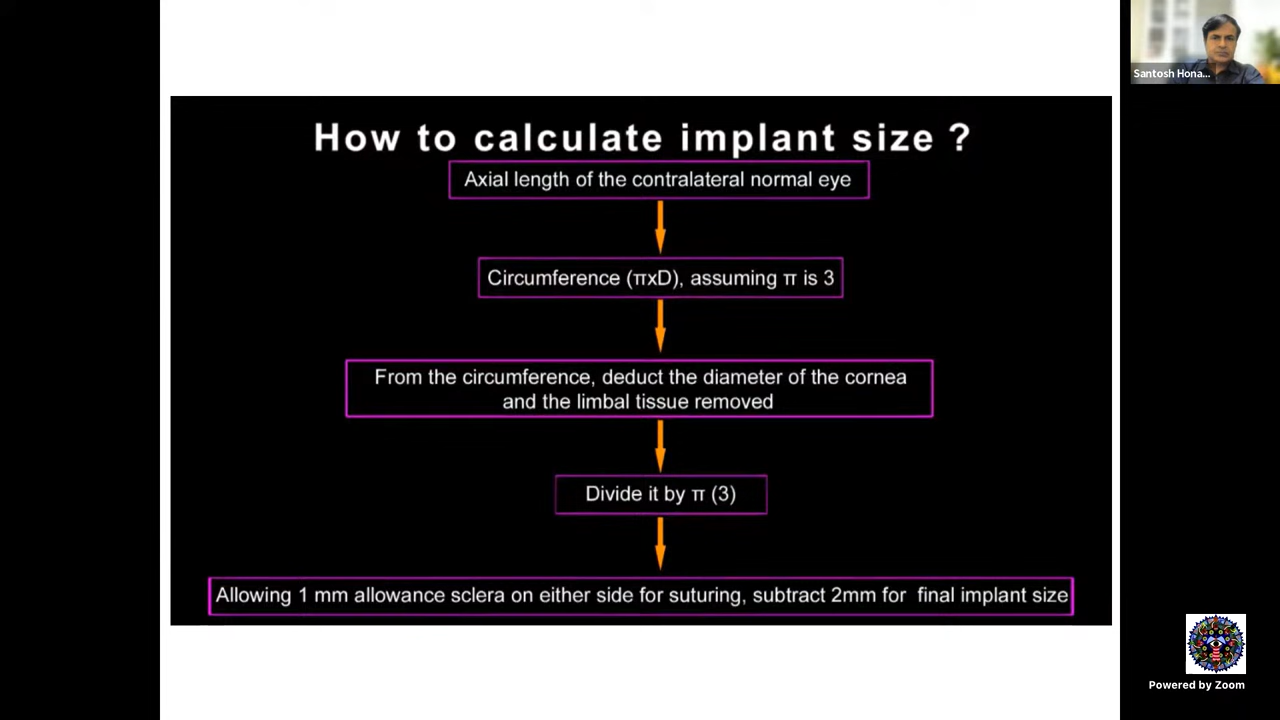 Santosh Hona...
How to calculate implant size ?
Axial length of the contralateral normal eye
Circumference (πxD), assuming π is 3
From the circumference, deduct the diameter of the cornea
and the limbal tissue removed
Divide it by π (3)
Allowing 1 mm allowance sclera on either side for suturing, subtract 2mm for final implant size
Powered by Zoom